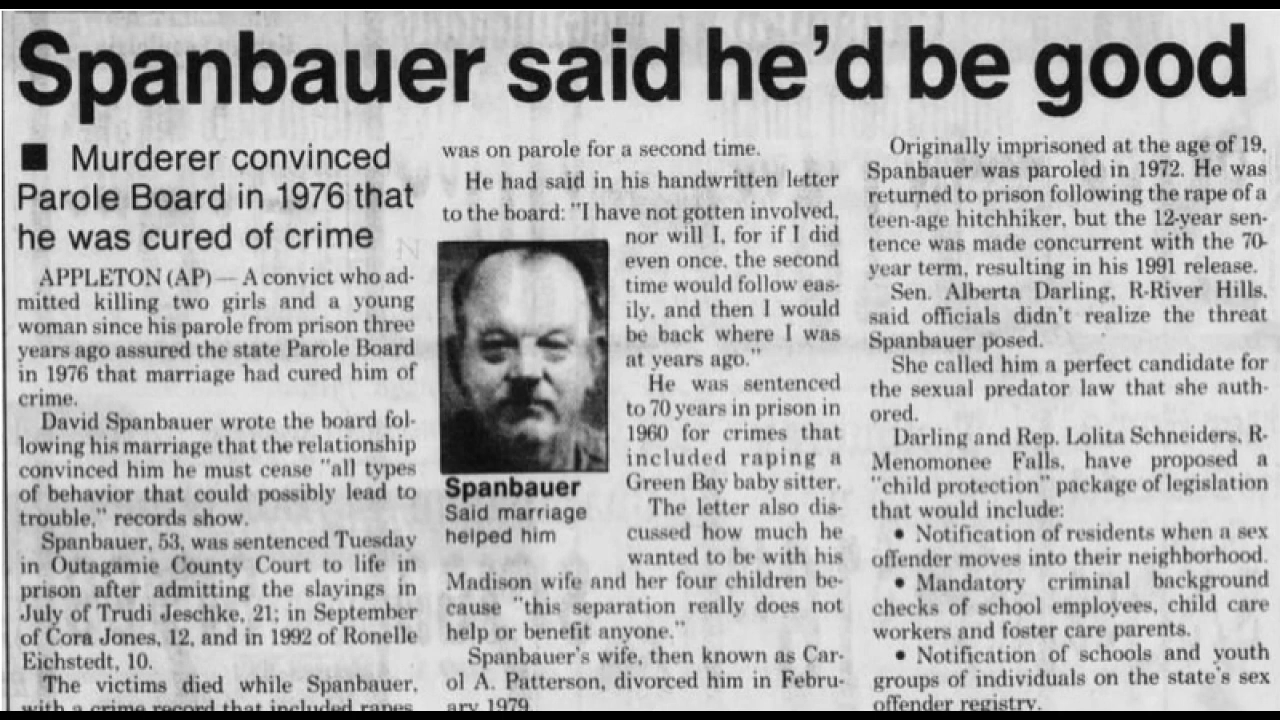 Spanbauer said he'd be good
■ Murderer convinced
Parole Board in 1976 that
he was cured of crime
APPLETON (AP) — A convict who ad-
mitted killing two girls and a young
woman since his parole from prison three
years ago assured the state Parole Board
in 1976 that marriage had cured him of
crime.
David Spanbauer wrote the board fol-
lowing his marriage that the relationship
convinced him he must cease "all types
of behavior that could possibly lead to
trouble," records show.
Spanbauer, 53, was sentenced Tuesday
in Outagamie County Court to life in
prison after admitting the slayings in
July of Trudi Jeschke, 21; in September
of Cora Jones, 12, and in 1992 of Ronelle
Eichstedt, 10.
The victims died while Spanbauer,
with a crime record that included rapes,
was on parole for a second time.
He had said in his handwritten letter
to the board: "I have not gotten involved,
nor will I, for if I did
even once, the second
time would follow eas-
ily, and then I would
be back where I was
at years ago."
He was sentenced
to 70 years in prison in
1960 for crimes that
included raping a
Green Bay baby sitter.
The letter also dis-
cussed how much he
wanted to be with his
Madison wife and her four children be-
cause "this separation really does not
help or benefit anyone."
Spanbauer's wife, then known as Car-
ol A. Patterson, divorced him in Febru-
ary 1979.
Spanbauer
Said marriage
helped him
Originally imprisoned at the age of 19,
Spanbauer was paroled in 1972. He was
returned to prison following the rape of a
teen-age hitchhiker, but the 12-year sen-
tence was made concurrent with the 70-
year term, resulting in his 1991 release.
Sen. Alberta Darling, R-River Hills,
said officials didn't realize the threat
Spanbauer posed.
She called him a perfect candidate for
the sexual predator law that she auth-
ored.
Darling and Rep. Lolita Schneiders, R-
Menomonee Falls, have proposed a
"child protection" package of legislation
that would include:
• Notification of residents when a sex
offender moves into their neighborhood.
• Mandatory criminal background
checks of school employees, child care
workers and foster care parents.
• Notification of schools and youth
groups of individuals on the state's sex
offender registry.